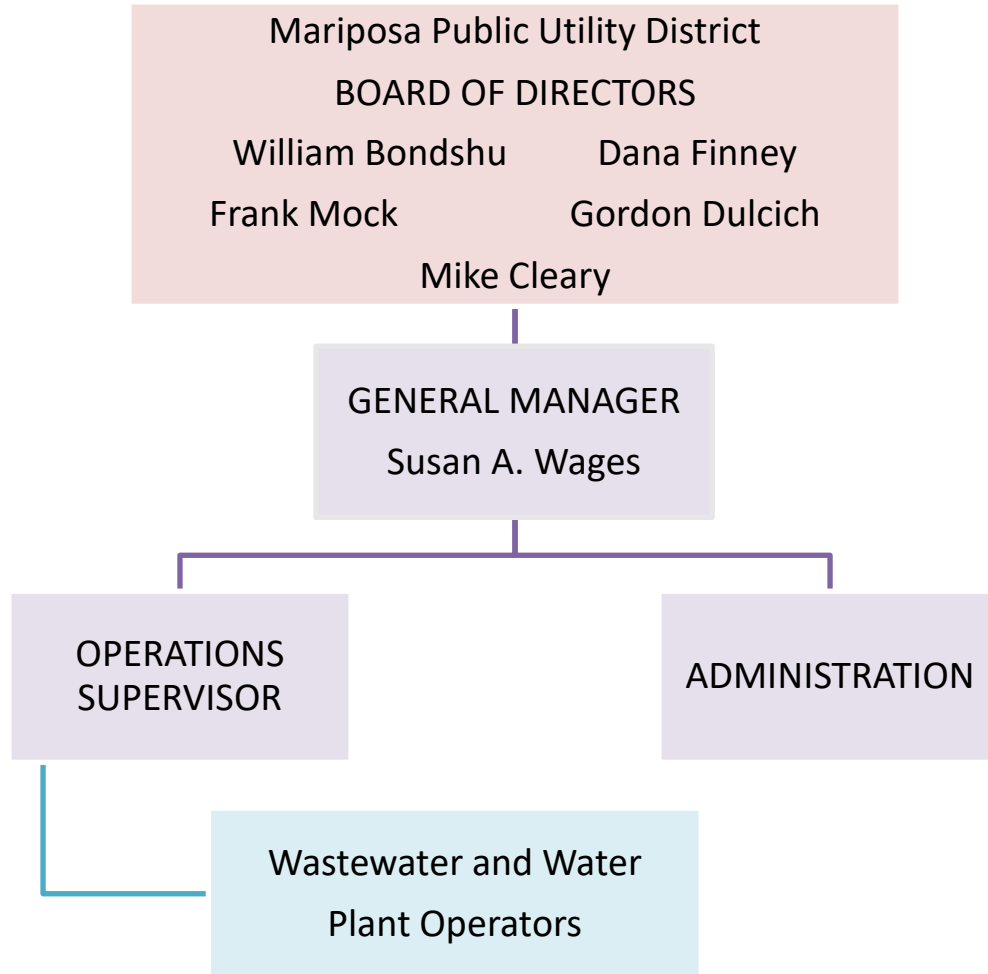 Mariposa Public Utility District
BOARD OF DIRECTORS
William Bondshu Dana Finney
Frank Mock Gordon Dulcich
Mike Cleary
GENERAL MANAGER
Susan A. Wages
OPERATIONS
SUPERVISOR
ADMINISTRATION
Wastewater and Water
Plant Operators